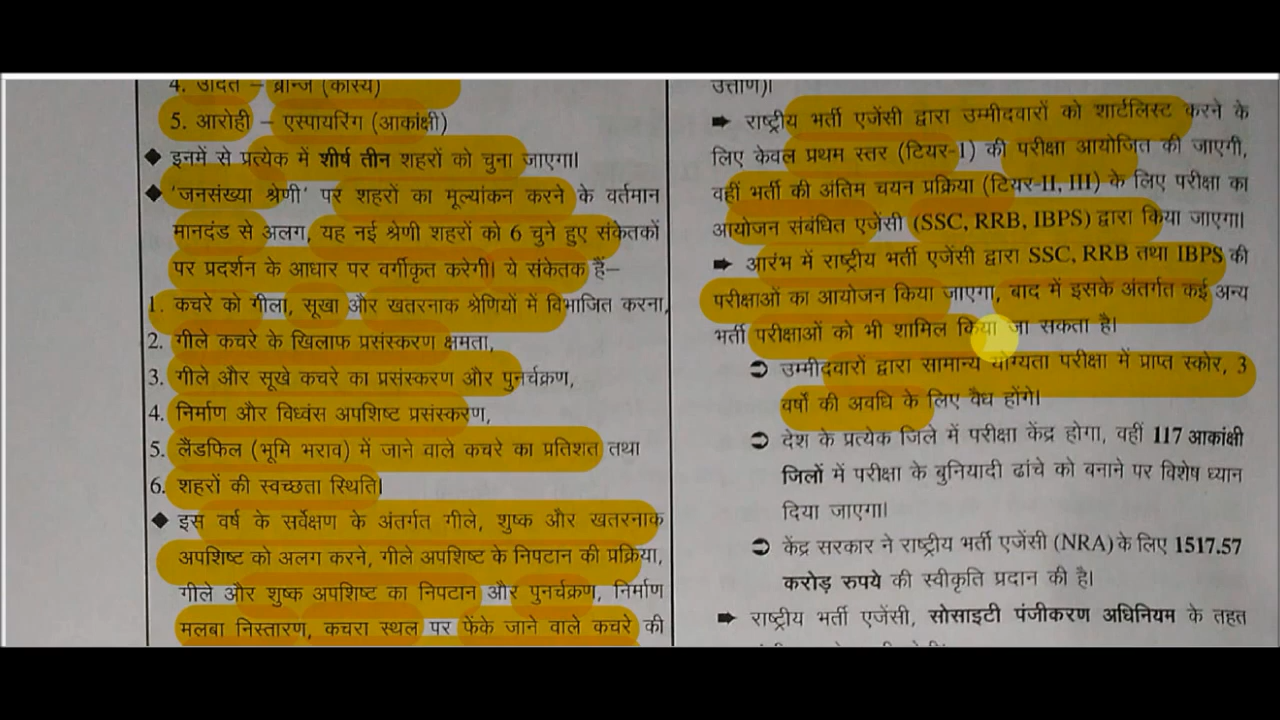 4. उदित – ब्रॉन्ज (कांस्य)
5. आरोही – एस्पायरिंग (आकांक्षी)
◆ इनमें से प्रत्येक में शीर्ष तीन शहरों को चुना जाएगा।
◆ 'जनसंख्या श्रेणी' पर शहरों का मूल्यांकन करने के वर्तमान
मानदंड से अलग, यह नई श्रेणी शहरों को 6 चुने हुए संकेतकों
पर प्रदर्शन के आधार पर वर्गीकृत करेगी। ये संकेतक हैं–
1. कचरे को गीला, सूखा और खतरनाक श्रेणियों में विभाजित करना,
2. गीले कचरे के खिलाफ प्रसंस्करण क्षमता,
3. गीले और सूखे कचरे का प्रसंस्करण और पुनर्चक्रण,
4. निर्माण और विध्वंस अपशिष्ट प्रसंस्करण,
5. लैंडफिल (भूमि भराव) में जाने वाले कचरे का प्रतिशत तथा
6. शहरों की स्वच्छता स्थिति।
◆ इस वर्ष के सर्वेक्षण के अंतर्गत गीले, शुष्क और खतरनाक
अपशिष्ट को अलग करने, गीले अपशिष्ट के निपटान की प्रक्रिया,
गीले और शुष्क अपशिष्ट का निपटान और पुनर्चक्रण, निर्माण
मलबा निस्तारण, कचरा स्थल पर फेंके जाने वाले कचरे की
उत्तीर्ण)।
➡ राष्ट्रीय भर्ती एजेंसी द्वारा उम्मीदवारों को शार्टलिस्ट करने के
लिए केवल प्रथम स्तर (टियर-1) की परीक्षा आयोजित की जाएगी,
वहीं भर्ती की अंतिम चयन प्रक्रिया (टियर-II, III) के लिए परीक्षा का
आयोजन संबंधित एजेंसी (SSC, RRB, IBPS) द्वारा किया जाएगा।
➡ आरंभ में राष्ट्रीय भर्ती एजेंसी द्वारा SSC, RRB तथा IBPS की
परीक्षाओं का आयोजन किया जाएगा, बाद में इसके अंतर्गत कई अन्य
भर्ती परीक्षाओं को भी शामिल किया जा सकता है।
➲ उम्मीदवारों द्वारा सामान्य योग्यता परीक्षा में प्राप्त स्कोर, 3
वर्षों की अवधि के लिए वैध होंगे।
➲ देश के प्रत्येक जिले में परीक्षा केंद्र होगा, वहीं 117 आकांक्षी
जिलों में परीक्षा के बुनियादी ढांचे को बनाने पर विशेष ध्यान
दिया जाएगा।
➲ केंद्र सरकार ने राष्ट्रीय भर्ती एजेंसी (NRA) के लिए 1517.57
करोड़ रुपये की स्वीकृति प्रदान की है।
➡ राष्ट्रीय भर्ती एजेंसी, सोसाइटी पंजीकरण अधिनियम के तहत